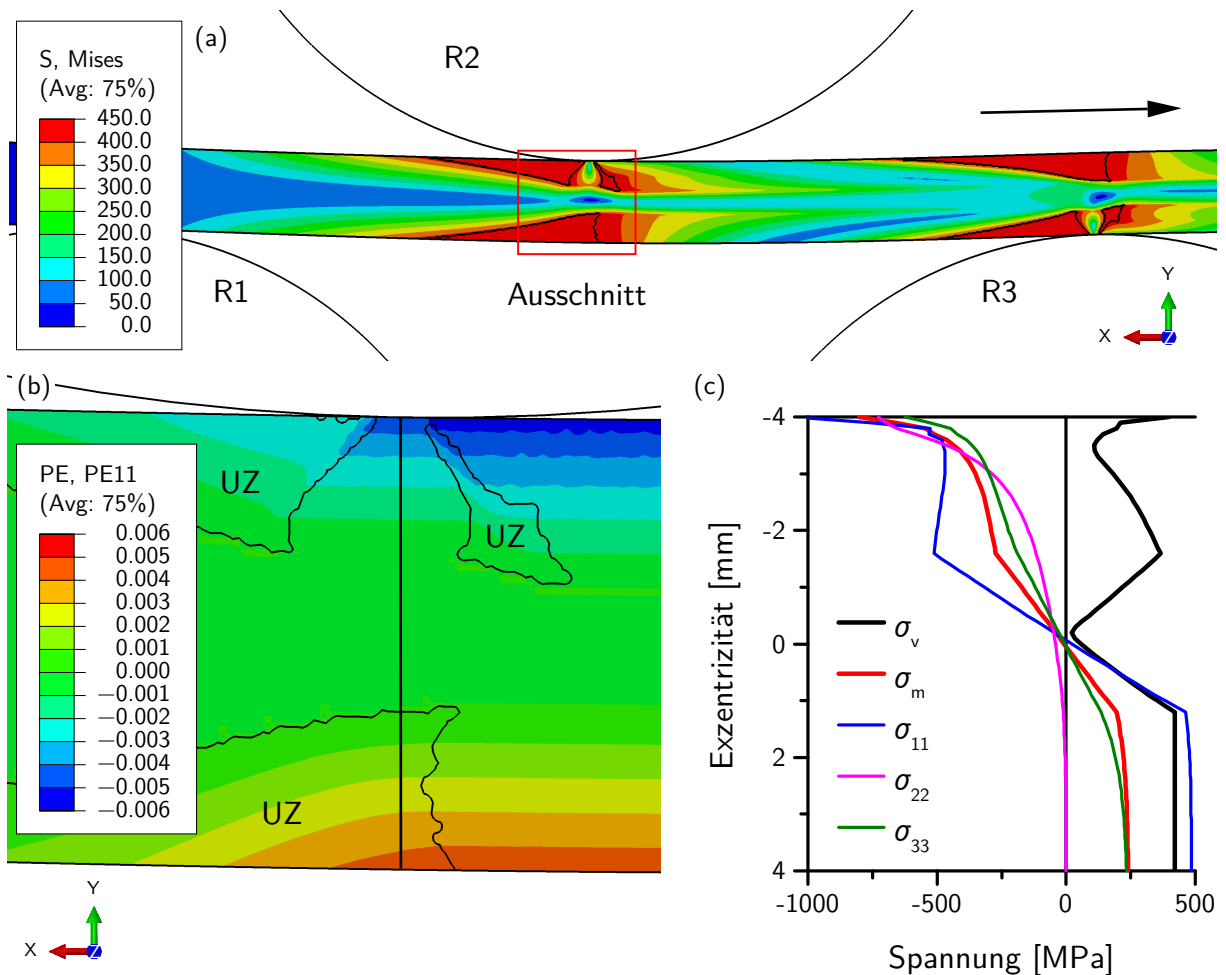 (a)
S, Mises
(Avg: 75%)
450.0
400.0
350.0
300.0
250.0
200.0
150.0
100.0
50.0
0.0
R2
R1
Ausschnitt
R3
Y
X
Z
(b)
PE, PE11
(Avg: 75%)
0.006
0.005
0.004
0.003
0.002
0.001
0.000
−0.001
−0.002
−0.003
−0.004
−0.005
−0.006
UZ
UZ
UZ
Y
X
Z
(c)
Exzentrizität [mm]
-4
-2
0
2
4
σv
σm
σ11
σ22
σ33
-1000
-500
0
500
Spannung [MPa]